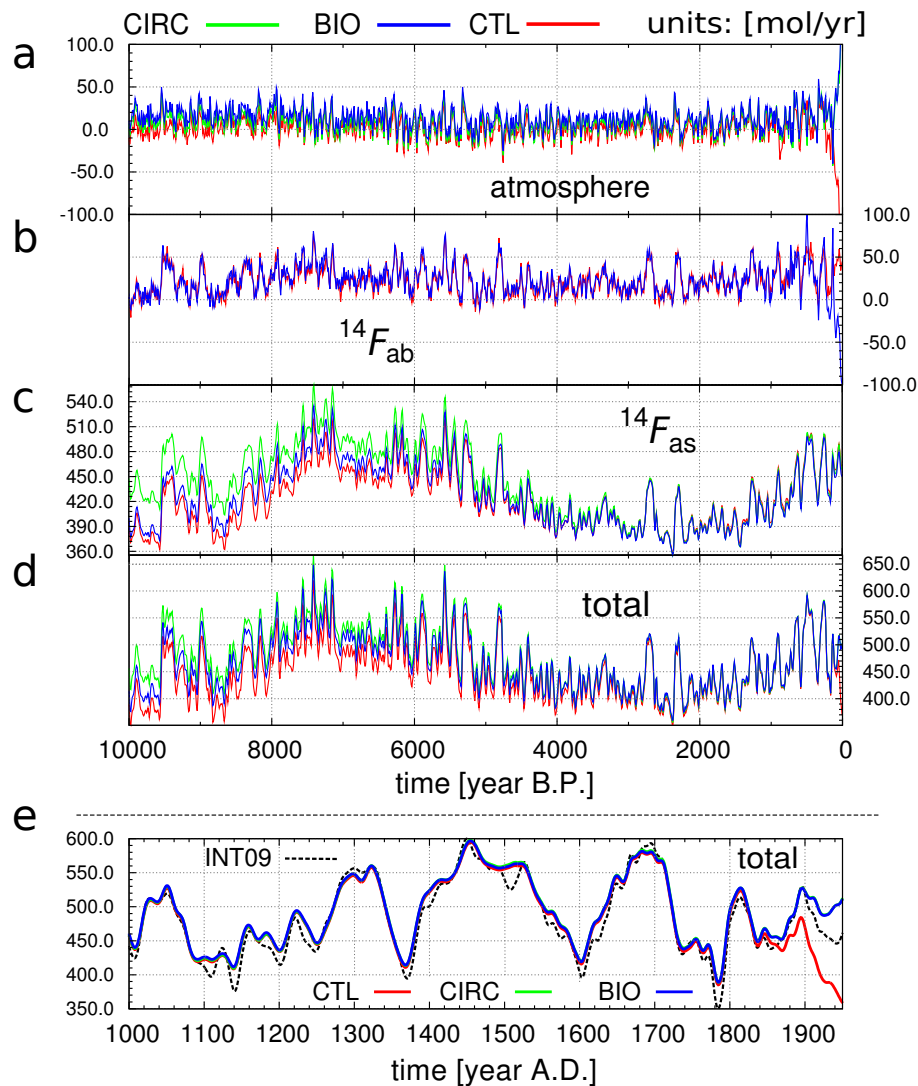 CIRC BIO CTL units: [mol/yr]
a
100.0
50.0
0.0
-50.0
-100.0
atmosphere
b
100.0
50.0
0.0
-50.0
-100.0
¹⁴Fab
c
540.0
510.0
480.0
450.0
420.0
390.0
360.0
¹⁴Fas
d
650.0
600.0
550.0
500.0
450.0
400.0
total
10000 8000 6000 4000 2000 0
time [year B.P.]
e
600.0
550.0
500.0
450.0
400.0
350.0
INT09
total
CTL CIRC BIO
1000 1100 1200 1300 1400 1500 1600 1700 1800 1900
time [year A.D.]